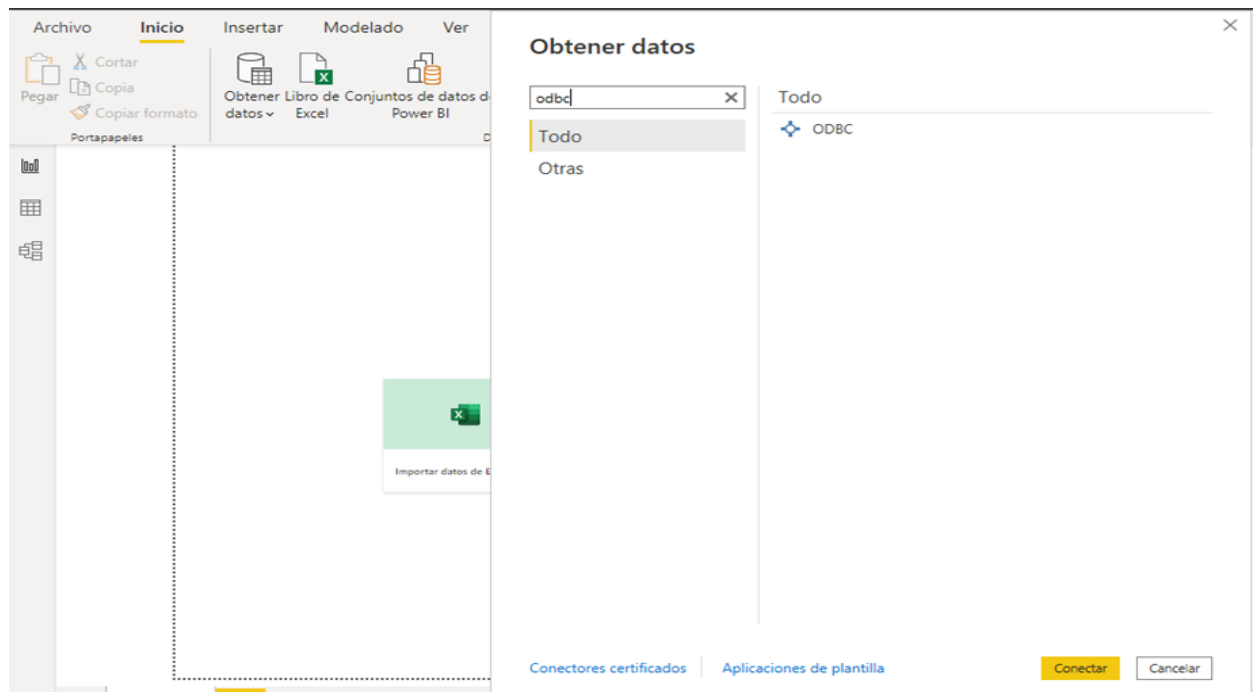 Archivo Inicio Insertar Modelado Ver
Pegar
Cortar
Copia
Copiar formato
Portapapeles
Obtener datos
Libro de Excel
Conjuntos de datos d
Power BI
D
Importar datos de E
Obtener datos
odbc
Todo
Otras
Todo
ODBC
Conectores certificados
Aplicaciones de plantilla
Conectar
Cancelar